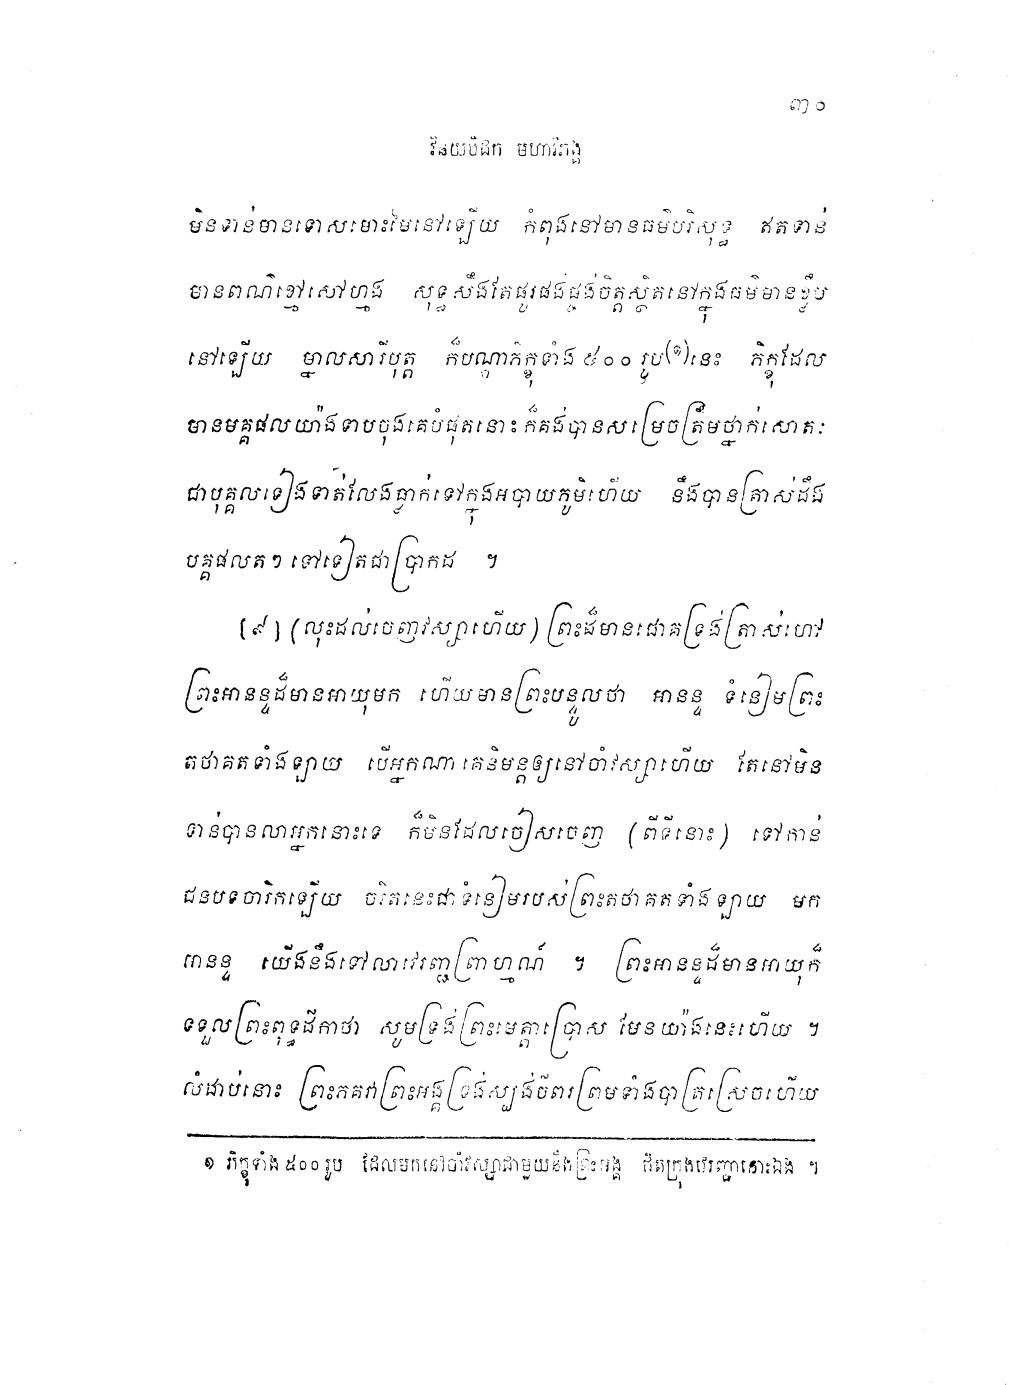 ៣០
វិនយបិដក មហាវិភង្គ
មិនទាន់មានទោសមោះមៃនៅឡើយ កំពុងនៅមានធម៌បរិសុទ្ធ ឥតទាន់
មានពណ៌ខ្មៅសៅហ្មង សុទ្ធសឹងតែផូរផង់ផ្ចង់ចិត្តស្ថិតនៅក្នុងធម៌មានខ្លឹម
នៅឡើយ ម្នាលសារីបុត្ត ក៏បណ្តាភិក្ខុទាំង ៥០០ រូប(១)នេះ ភិក្ខុដែល
មានមគ្គផលយ៉ាងទាបចុងគេបំផុតនោះ ក៏គង់បានសម្រេចត្រឹមថ្នាក់សោតៈ
ជាបុគ្គលទៀងទាត់លែងធ្លាក់ទៅក្នុងអបាយភូមិហើយ នឹងបានត្រាស់ដឹង
មគ្គផលតៗ ទៅទៀតជាប្រាកដ ។
[៩] (លុះដល់ចេញវស្សាហើយ) ព្រះដ៏មានជោគទ្រង់ត្រាស់ហៅ
ព្រះអានន្ទដ៏មានអាយុមក ហើយមានព្រះបន្ទូលថា អានន្ទ ទំនៀមព្រះ
តថាគតទាំងឡាយ បើអ្នកណាគេនិមន្តឲ្យនៅចាំវស្សាហើយ តែនៅមិន
ទាន់បានលាអ្នកនោះទេ ក៏មិនដែលចៀសចេញ (ពីទីនោះ) ទៅកាន់
ជនបទចារិកឡើយ ចរិតនេះជាទំនៀមរបស់ព្រះតថាគតទាំងឡាយ មក
អានន្ទ យើងនឹងទៅលាវេរញ្ជព្រាហ្មណ៍ ។ ព្រះអានន្ទដ៏មានអាយុក៏
ទទួលព្រះពុទ្ធដីកាថា សូមទ្រង់ព្រះមេត្តាប្រោស មែនយ៉ាងនេះហើយ ។
លំដាប់នោះ ព្រះភគវាព្រះអង្គទ្រង់ស្បង់ចីពរព្រមទាំងបាត្រស្រេចហើយ
១ ភិក្ខុទាំង ៥០០ រូប ដែលមកនៅចាំវស្សាជាមួយនឹងព្រះអង្គ ជិតក្រុងវេរញ្ជានោះឯង ។